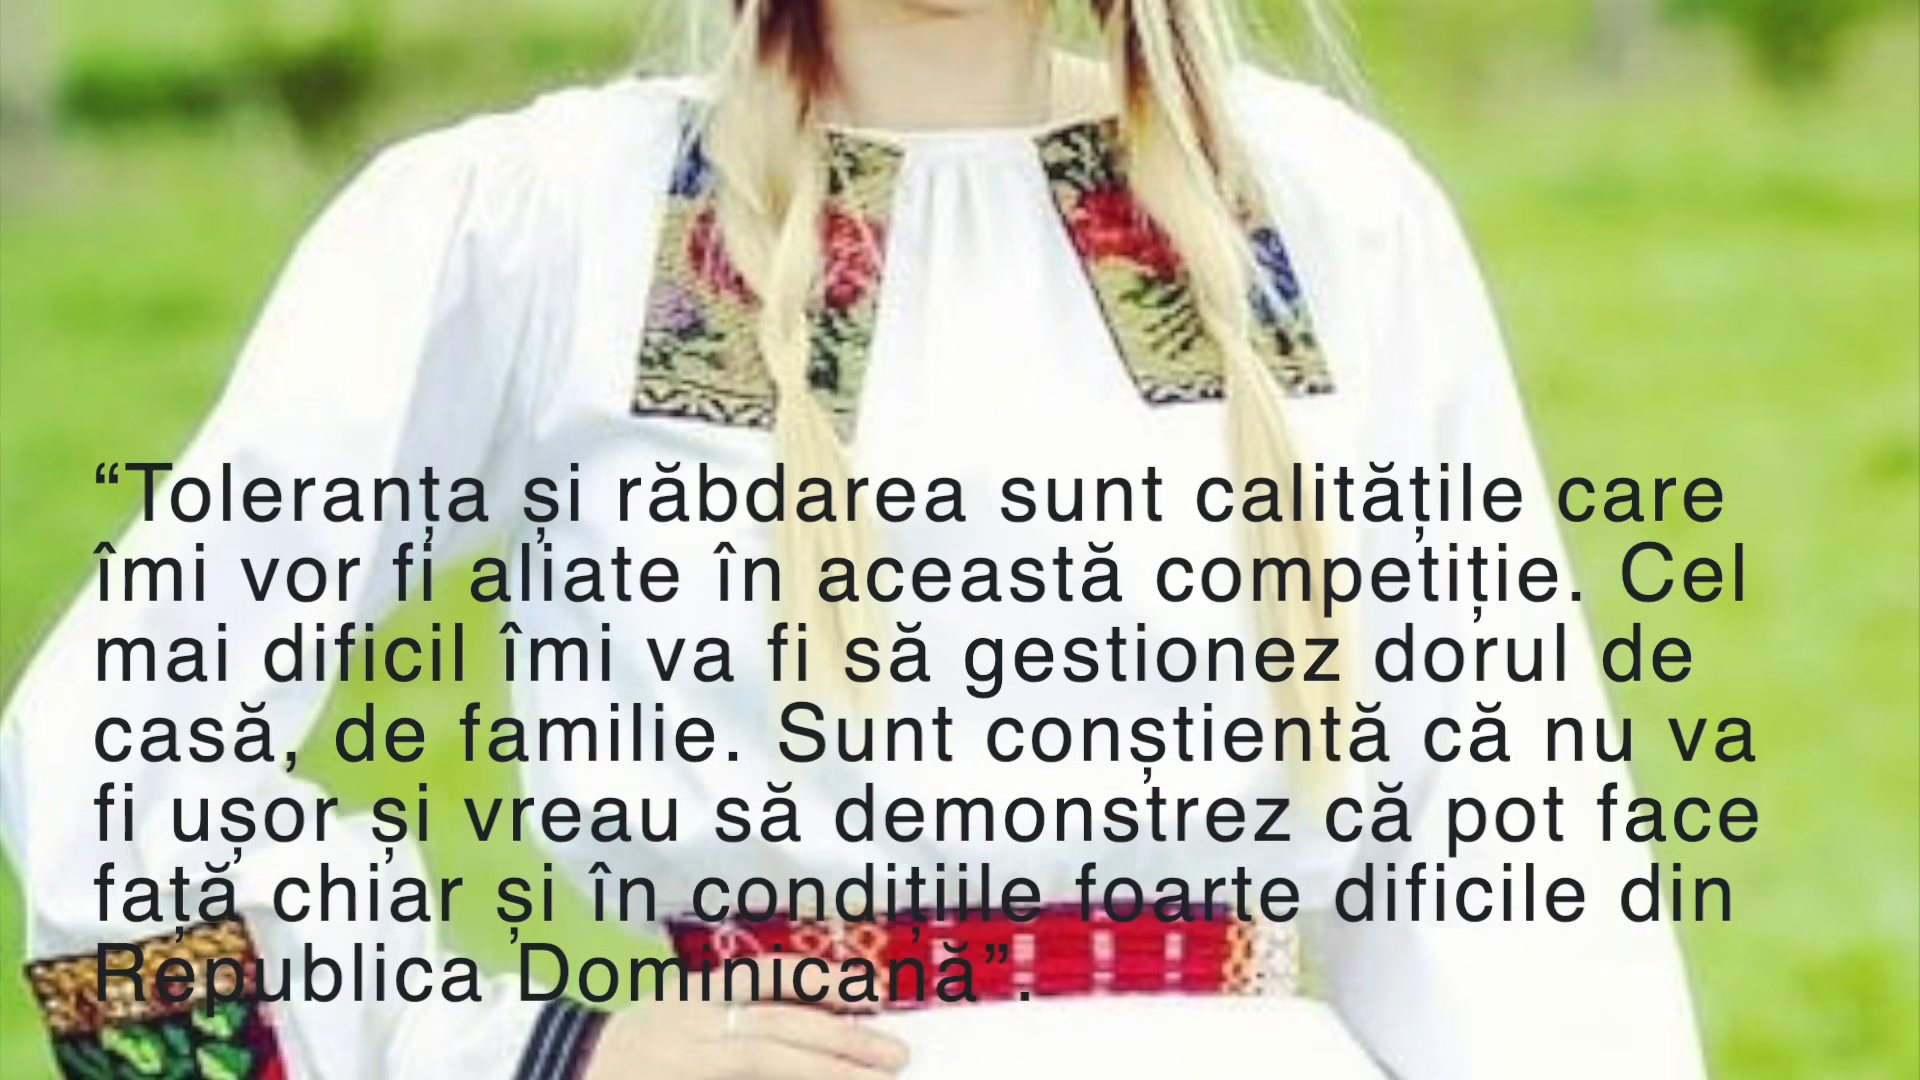 “Toleranța și răbdarea sunt calitățile care
îmi vor fi aliate în această competiție. Cel
mai dificil îmi va fi să gestionez dorul de
casă, de familie. Sunt conștientă că nu va
fi ușor și vreau să demonstrez că pot face
față chiar și în condițiile foarte dificile din
Republica Dominicană”.